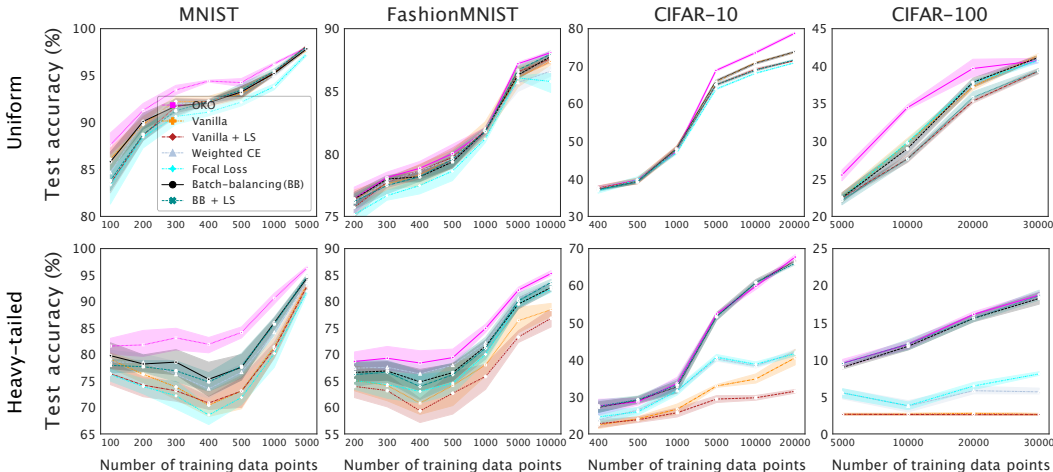 MNIST FashionMNIST CIFAR-10 CIFAR-100
Uniform
Test accuracy (%)
100
95
90
85
80
100 200 300 400 500 1000 5000
OKO
Vanilla
Vanilla + LS
Weighted CE
Focal Loss
Batch-balancing (BB)
BB + LS
90
85
80
75
200 300 400 500 1000 5000 10000
80
70
60
50
40
30
400 500 1000 5000 10000 20000
45
40
35
30
25
20
5000 10000 20000 30000
Heavy-tailed
Test accuracy (%)
100
95
90
85
80
75
70
65
100 200 300 400 500 1000 5000
Number of training data points
90
85
80
75
70
65
60
55
200 300 400 500 1000 5000 10000
Number of training data points
70
60
50
40
30
20
400 500 1000 5000 10000 20000
Number of training data points
25
20
15
10
5
0
5000 10000 20000 30000
Number of training data points